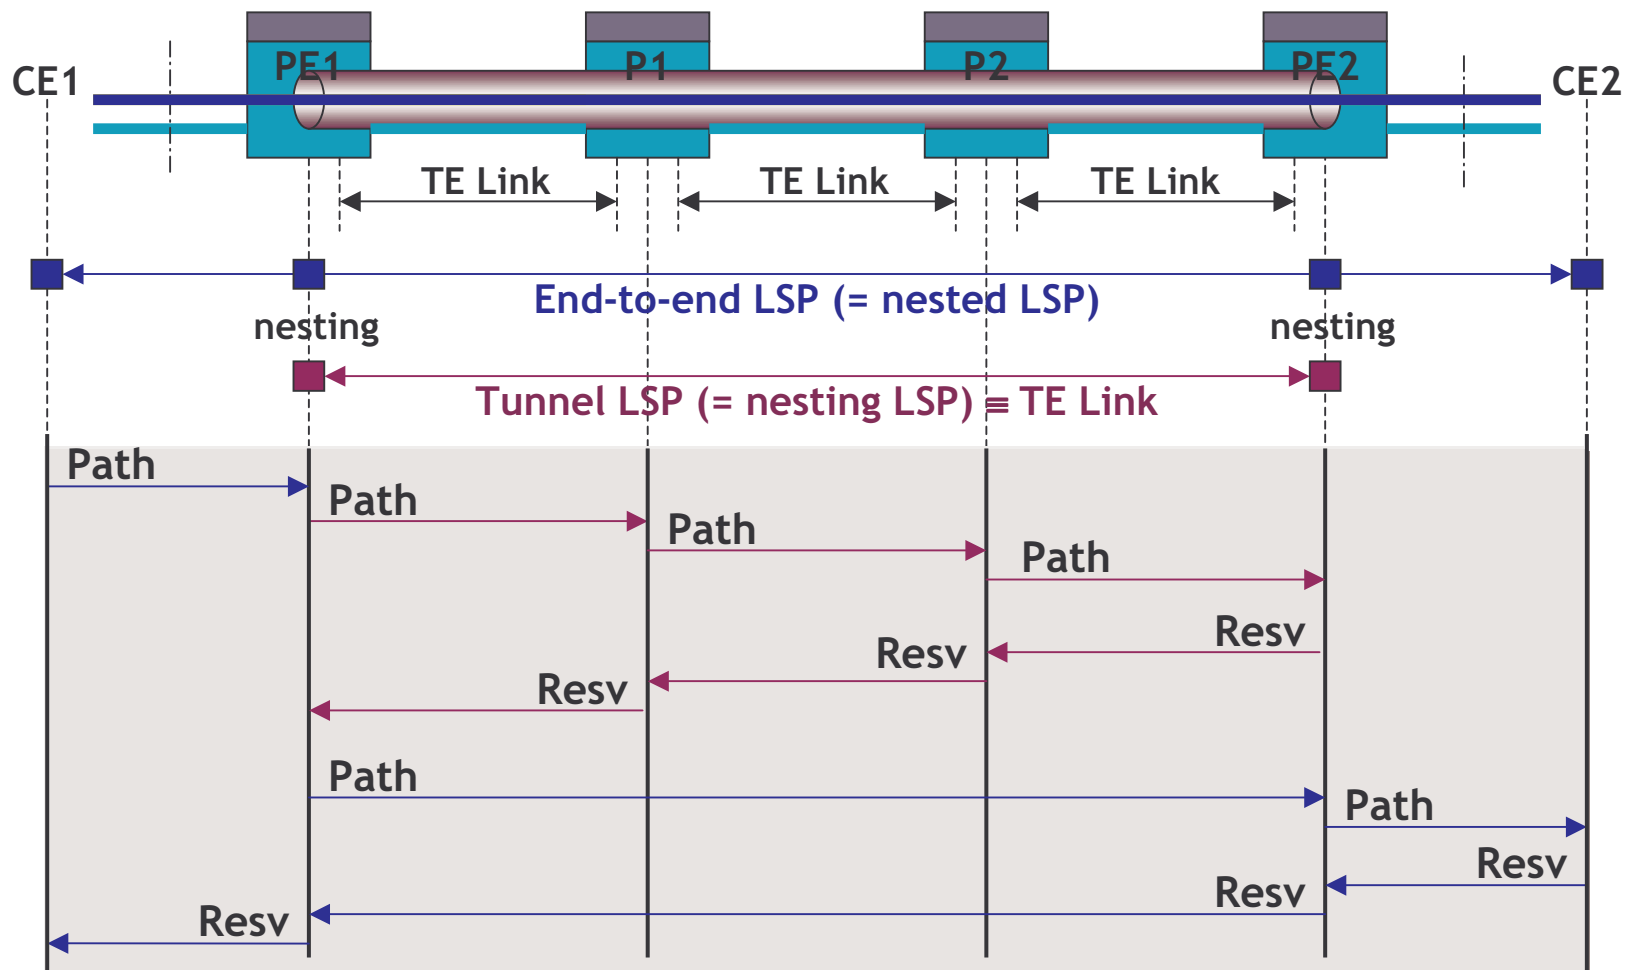 PE1
P1
P2
PE2
CE1
CE2
TE Link
TE Link
TE Link
End-to-end LSP (= nested LSP)
nesting
nesting
Tunnel LSP (= nesting LSP) ≡ TE Link
Path
Path
Path
Path
Resv
Resv
Resv
Path
Path
Resv
Resv
Resv